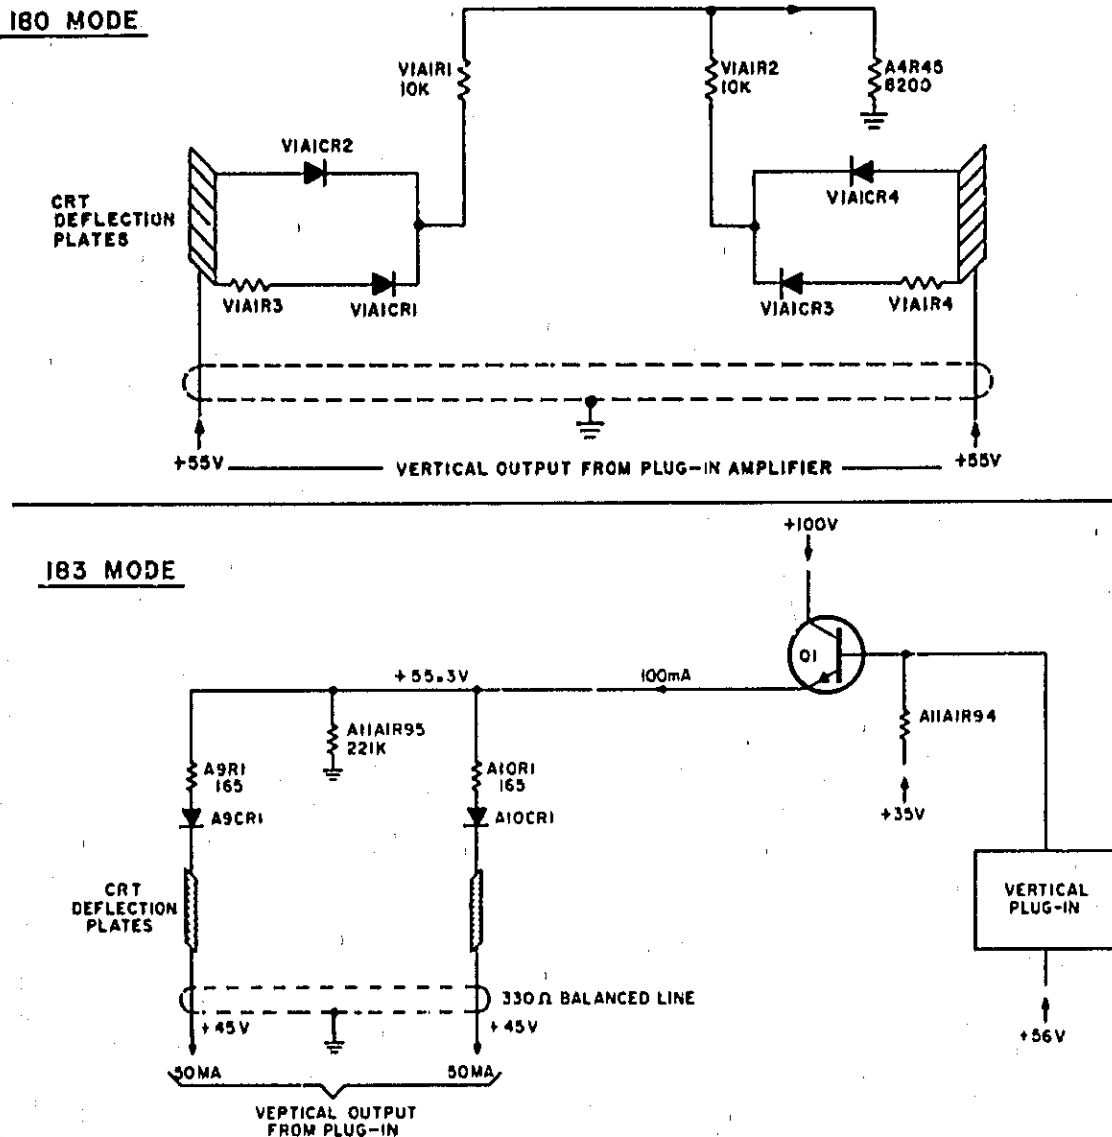 180 MODE
V1A1R1
10K
V1A1R2
10K
A4R45
8200
V1A1CR2
V1A1CR4
CRT
DEFLECTION
PLATES
V1A1R3
V1A1CR1
V1A1CR3
V1A1R4
+55V
VERTICAL OUTPUT FROM PLUG-IN AMPLIFIER
+55V
183 MODE
+100V
Q1
+55.3V
100mA
A11A1R95
221K
A11A1R94
A9R1
165
A10R1
165
A9CR1
A10CR1
+35V
CRT
DEFLECTION
PLATES
VERTICAL
PLUG-IN
330Ω BALANCED LINE
+45V
+45V
+56V
50MA
50MA
VERTICAL OUTPUT
FROM PLUG-IN